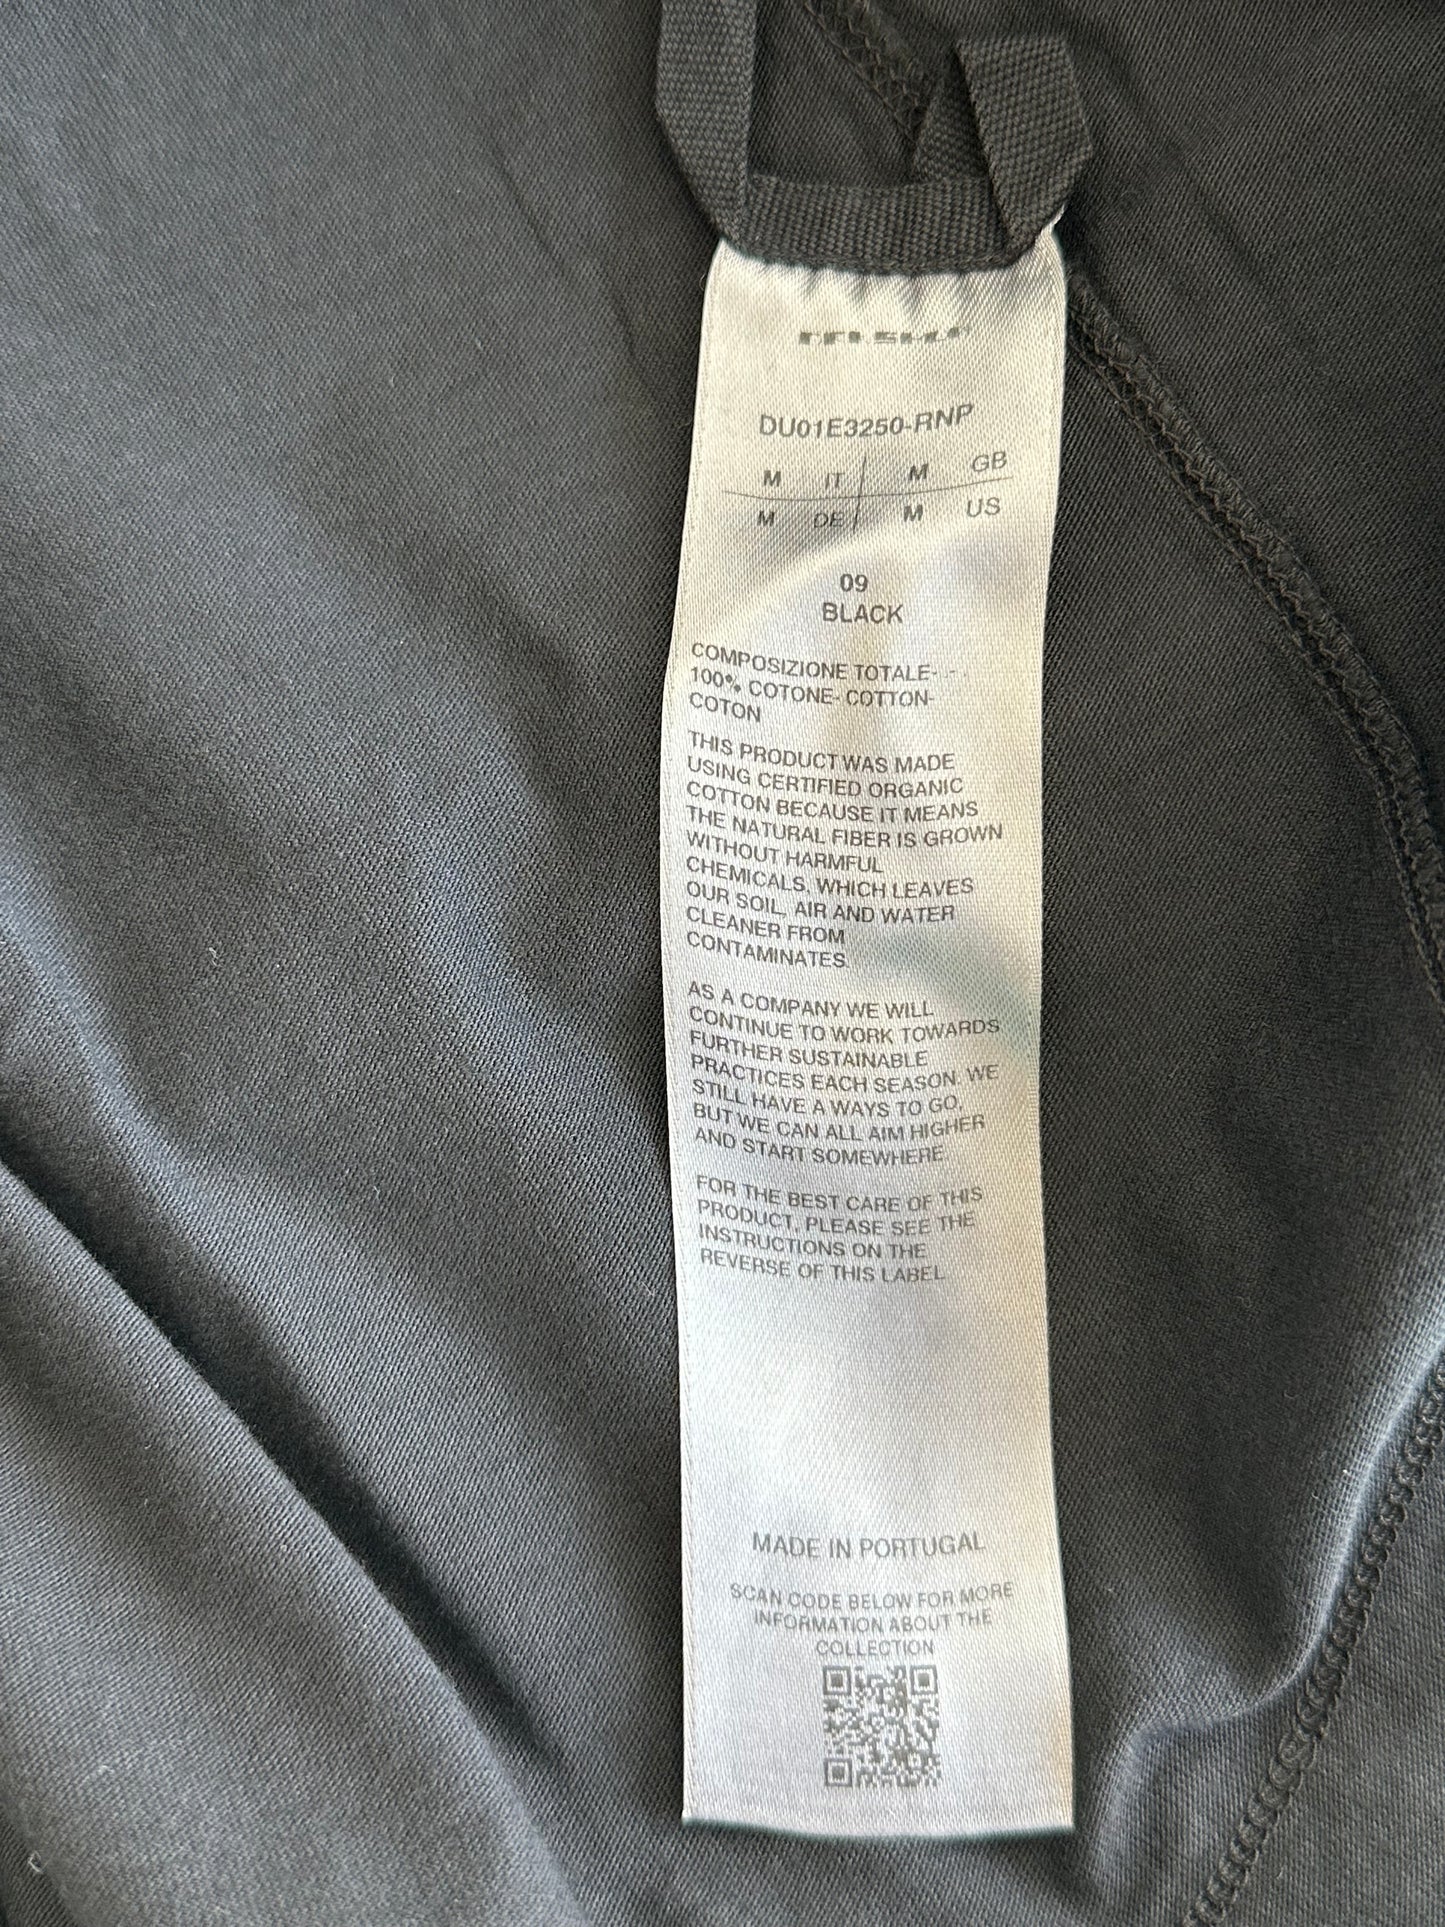 DU01E3250-RNP
M IT M GB
M DE M US
09
BLACK
COMPOSIZIONE TOTALE- - -
100% COTONE- COTTON-
COTON
THIS PRODUCT WAS MADE
USING CERTIFIED ORGANIC
COTTON BECAUSE IT MEANS
THE NATURAL FIBER IS GROWN
WITHOUT HARMFUL
CHEMICALS, WHICH LEAVES
OUR SOIL, AIR AND WATER
CLEANER FROM
CONTAMINATES.
AS A COMPANY WE WILL
CONTINUE TO WORK TOWARDS
FURTHER SUSTAINABLE
PRACTICES EACH SEASON. WE
STILL HAVE A WAYS TO GO,
BUT WE CAN ALL AIM HIGHER
AND START SOMEWHERE.
FOR THE BEST CARE OF THIS
PRODUCT, PLEASE SEE THE
INSTRUCTIONS ON THE
REVERSE OF THIS LABEL
MADE IN PORTUGAL
SCAN CODE BELOW FOR MORE
INFORMATION ABOUT THE
COLLECTION